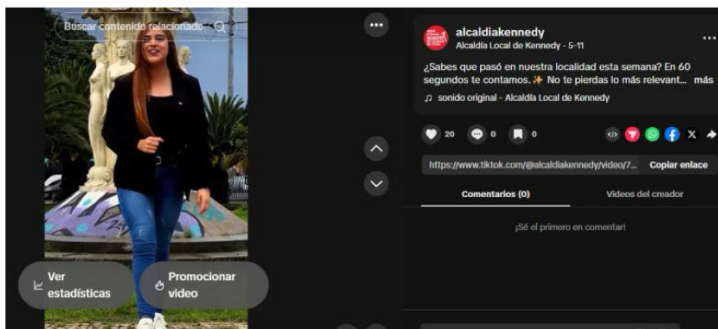 Buscar contenido relacionado
Ver
estadísticas
Promocionar
video
alcaldiakennedy
Alcaldía Local de Kennedy · 5-11
¿Sabes que pasó en nuestra localidad esta semana? En 60
segundos te contamos. No te pierdas lo más relevant... más
sonido original - Alcaldía Local de Kennedy
20
0
0
https://www.tiktok.com/@alcaldiakennedy/video/7...
Copiar enlace
Comentarios (0)
Videos del creador
¡Sé el primero en comentar!